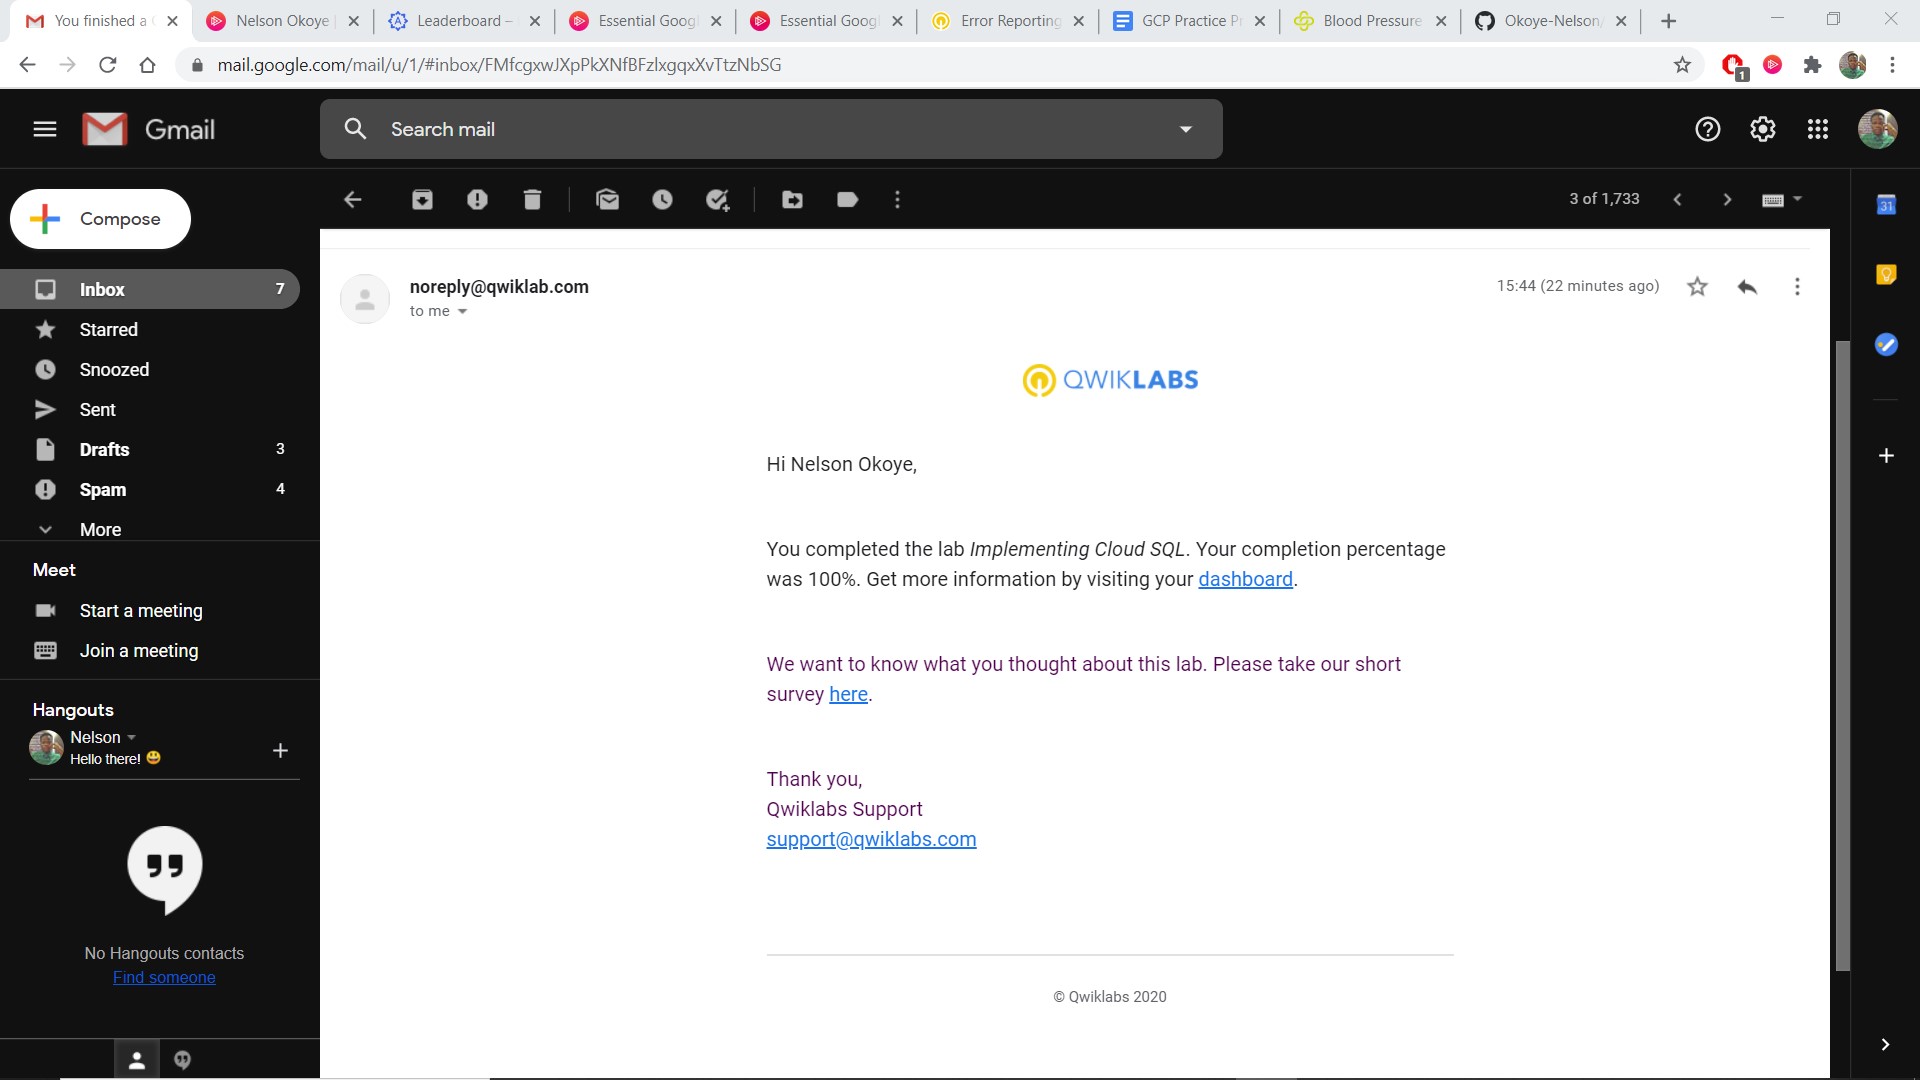 You finished a
Nelson Okoye
Leaderboard –
Essential Googl
Essential Googl
Error Reporting
GCP Practice Pr
Blood Pressure
Okoye-Nelson/
mail.google.com/mail/u/1/#inbox/FMfcgxwJXpPkXNfBFzlxgqxXvTtzNbSG
1
Gmail
Search mail
Compose
3 of 1,733
31
Inbox 7
Starred
Snoozed
Sent
Drafts 3
Spam 4
More
Meet
Start a meeting
Join a meeting
Hangouts
Nelson
Hello there! 😃
No Hangouts contacts
Find someone
noreply@qwiklab.com
to me
15:44 (22 minutes ago)
QWIKLABS
Hi Nelson Okoye,
You completed the lab Implementing Cloud SQL. Your completion percentage
was 100%. Get more information by visiting your dashboard.
We want to know what you thought about this lab. Please take our short
survey here.
Thank you,
Qwiklabs Support
support@qwiklabs.com
© Qwiklabs 2020